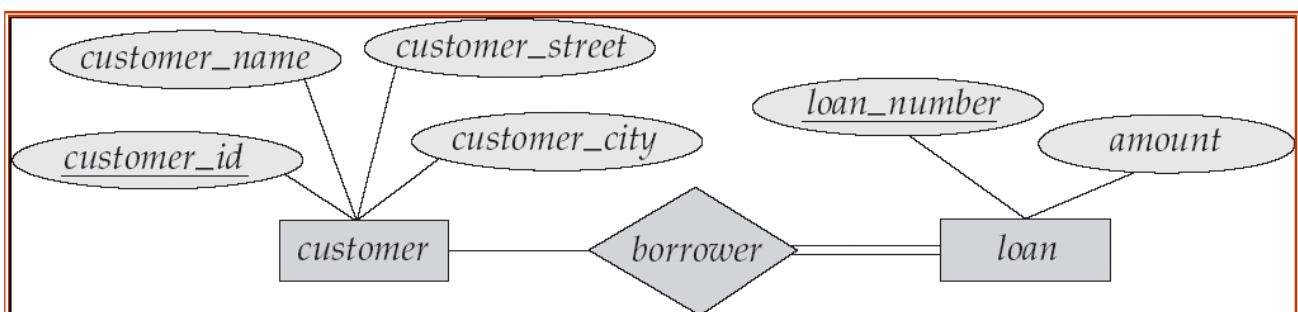 customer_name
customer_street
customer_id
customer_city
loan_number
amount
customer
borrower
loan